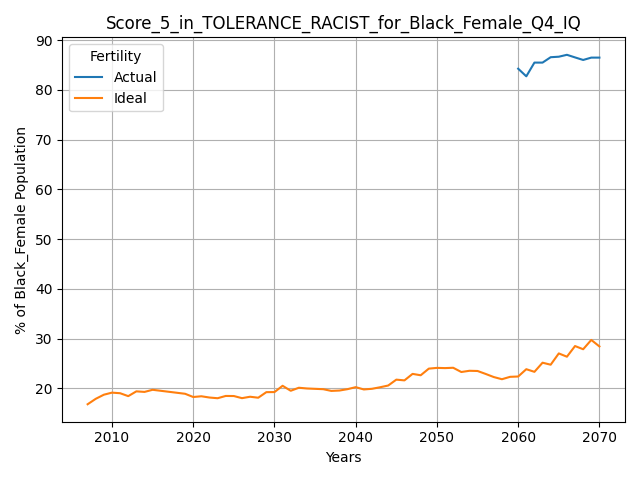 Score_5_in_TOLERANCE_RACIST_for_Black_Female_Q4_IQ
90
80
70
60
50
40
30
20
% of Black_Female Population
Fertility
Actual
Ideal
2010 2020 2030 2040 2050 2060 2070
Years